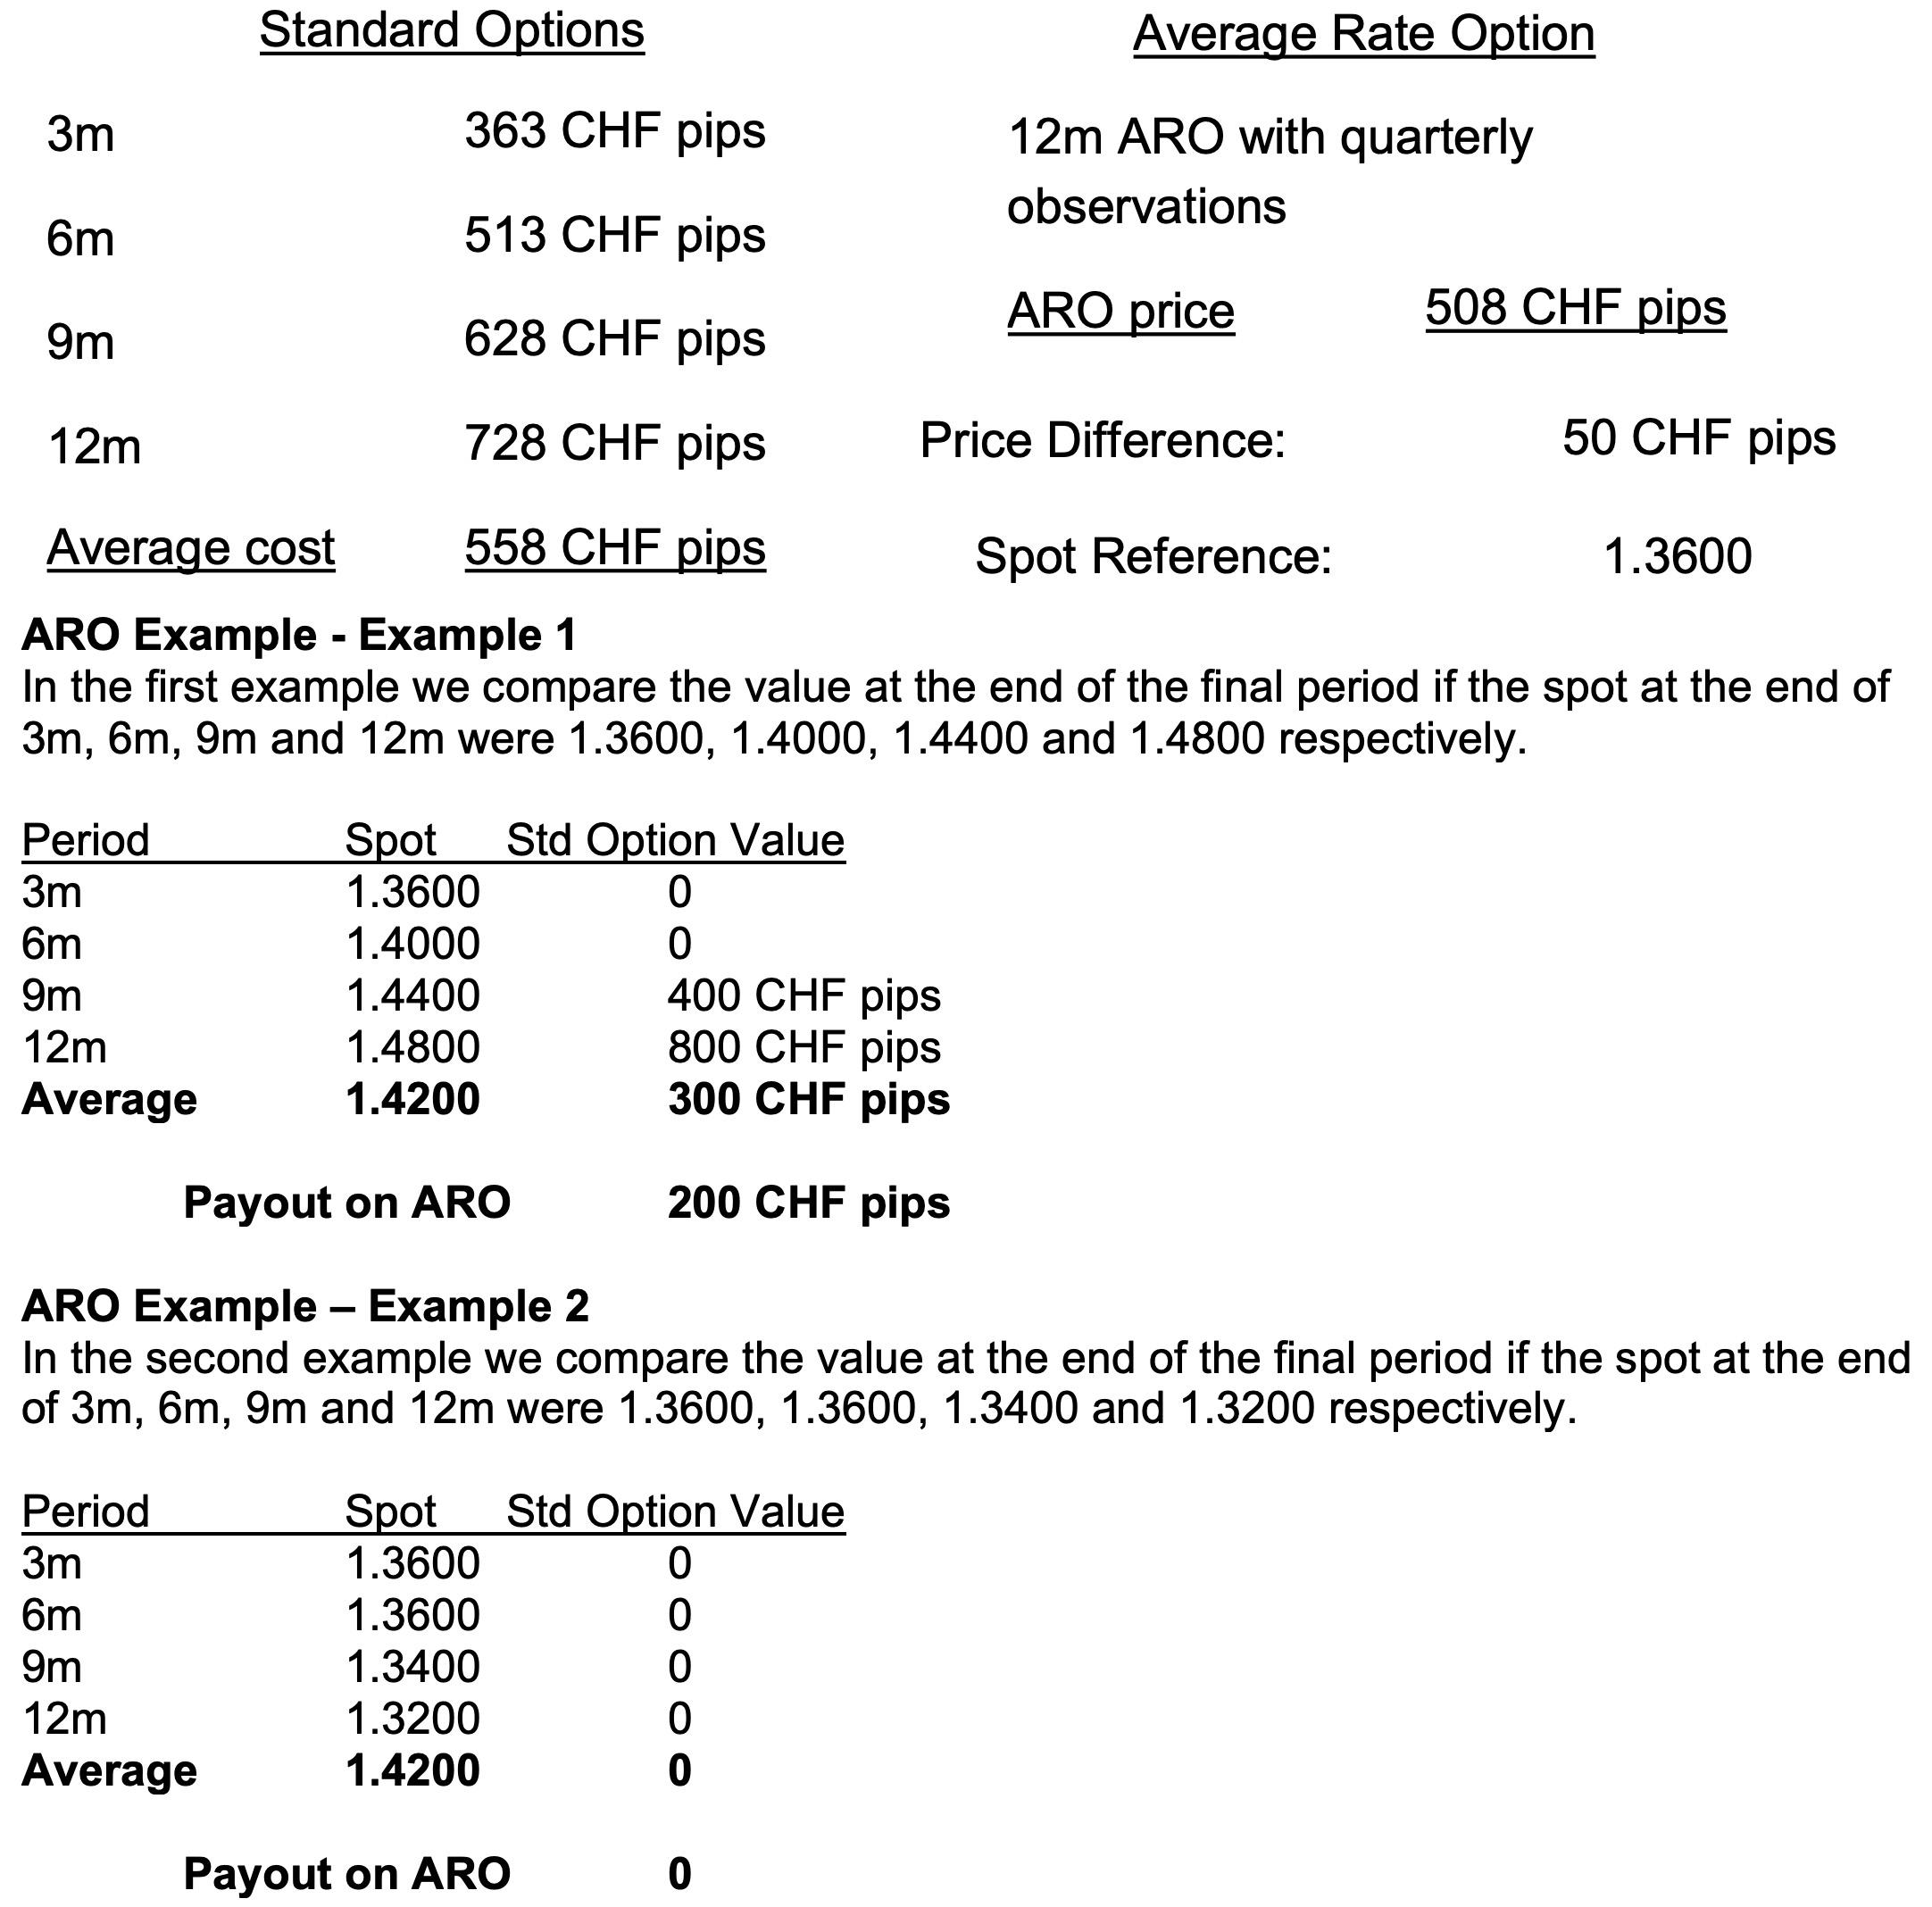 Standard Options
3m 363 CHF pips
6m 513 CHF pips
9m 628 CHF pips
12m 728 CHF pips
Average cost 558 CHF pips
Average Rate Option
12m ARO with quarterly
observations
ARO price 508 CHF pips
Price Difference: 50 CHF pips
Spot Reference: 1.3600
ARO Example - Example 1
In the first example we compare the value at the end of the final period if the spot at the end of
3m, 6m, 9m and 12m were 1.3600, 1.4000, 1.4400 and 1.4800 respectively.
Period Spot Std Option Value
3m 1.3600 0
6m 1.4000 0
9m 1.4400 400 CHF pips
12m 1.4800 800 CHF pips
Average 1.4200 300 CHF pips
Payout on ARO 200 CHF pips
ARO Example – Example 2
In the second example we compare the value at the end of the final period if the spot at the end
of 3m, 6m, 9m and 12m were 1.3600, 1.3600, 1.3400 and 1.3200 respectively.
Period Spot Std Option Value
3m 1.3600 0
6m 1.3600 0
9m 1.3400 0
12m 1.3200 0
Average 1.4200 0
Payout on ARO 0